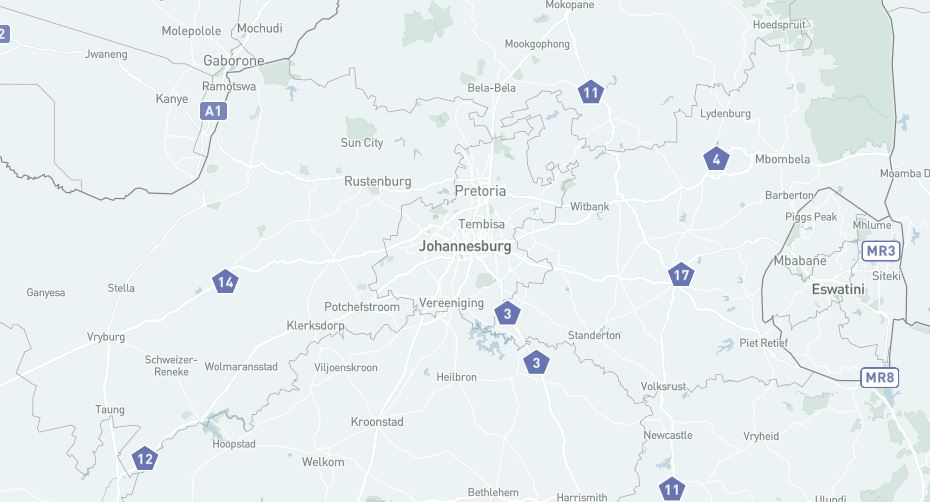 Mokopane
Hoedspruit
Molepolole
Mochudi
2
Mookgophong
Jwaneng
Gaborone
Ramotswa
Bela-Bela
11
Kanye
A1
Lydenburg
Sun City
4
Mbombela
Moamba D
Rustenburg
Pretoria
Barberton
Witbank
Piggs Peak
Mhlume
Tembisa
Johannesburg
MR3
Mbabane
14
17
Siteki
Stella
Eswatini
Ganyesa
Potchefstroom
Vereeniging
3
Klerksdorp
Vryburg
Standerton
Piet Retief
Schweizer-
Reneke
Wolmaransstad
Viljoenskroon
3
Heilbron
MR8
Volksrust
Taung
Kroonstad
Newcastle
Vryheid
Hoopstad
12
Welkom
11
Bethlehem
Harrismith
Ulundi